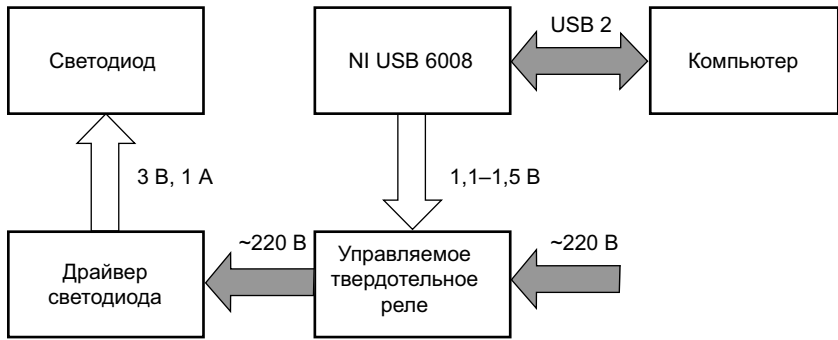 USB 2
Светодиод
NI USB 6008
Компьютер
3 В, 1 А
1,1–1,5 В
~220 В
~220 В
Драйвер
светодиода
Управляемое
твердотельное
реле